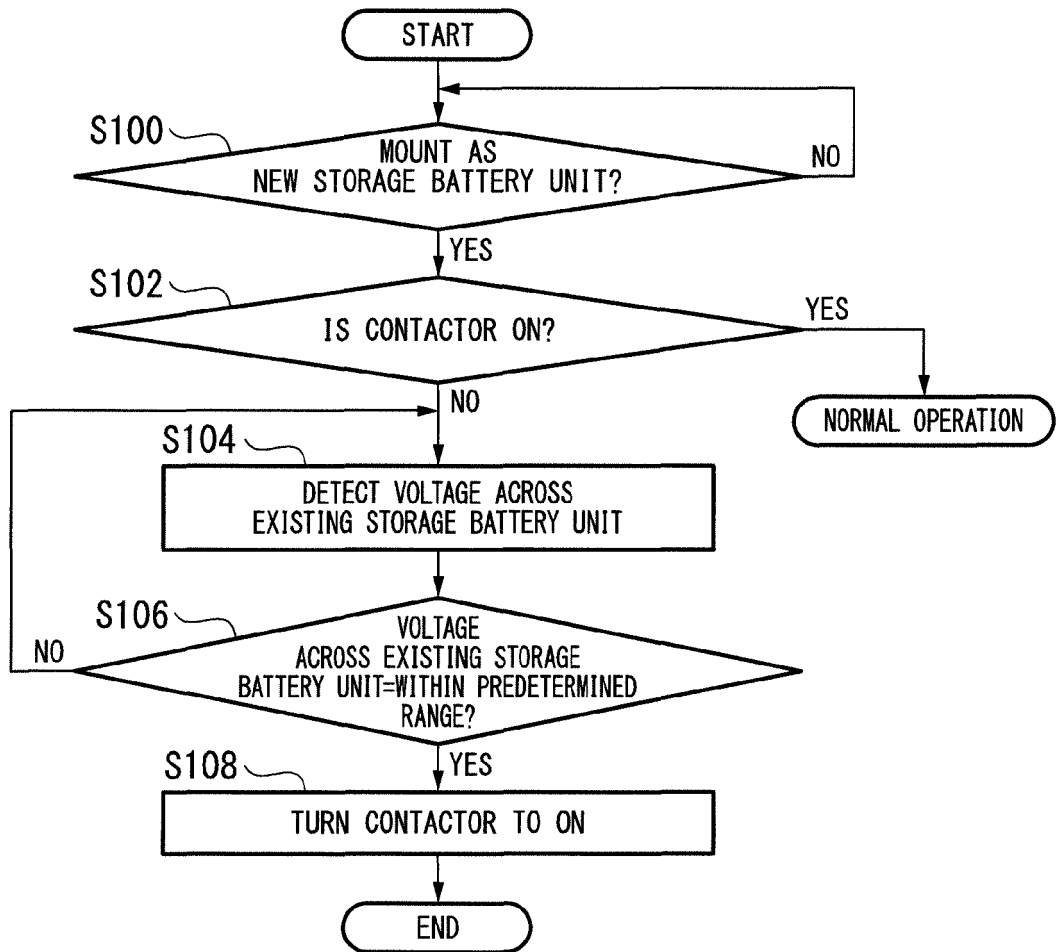 START
S100
MOUNT AS
NEW STORAGE BATTERY UNIT?
NO
YES
S102
IS CONTACTOR ON?
YES
NO
NORMAL OPERATION
S104
DETECT VOLTAGE ACROSS
EXISTING STORAGE BATTERY UNIT
S106
VOLTAGE
ACROSS EXISTING STORAGE
BATTERY UNIT=WITHIN PREDETERMINED
RANGE?
NO
YES
S108
TURN CONTACTOR TO ON
END